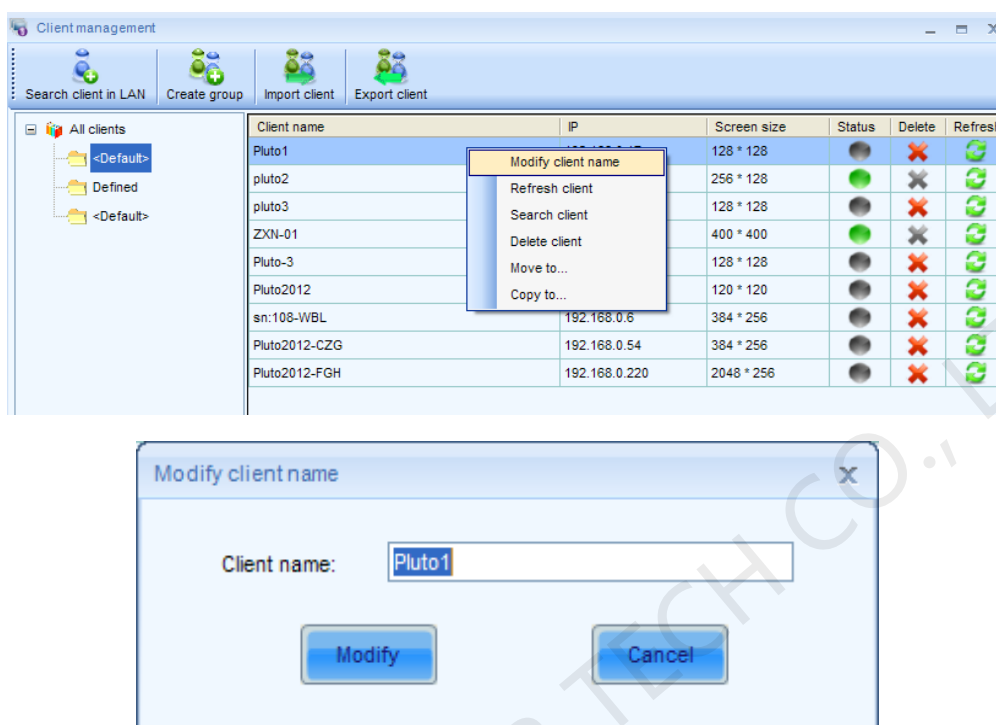 Client management
Search client in LAN Create group Import client Export client
All clients
<Default>
Defined
<Default>
Client name IP Screen size Status Delete Refresh
Pluto1 128 * 128
pluto2 256 * 128
pluto3 128 * 128
ZXN-01 400 * 400
Pluto-3 128 * 128
Pluto2012 120 * 120
sn:108-WBL 192.168.0.6 384 * 256
Pluto2012-CZG 192.168.0.54 384 * 256
Pluto2012-FGH 192.168.0.220 2048 * 256
Modify client name
Refresh client
Search client
Delete client
Move to...
Copy to...
Modify client name
Client name: Pluto1
Modify Cancel
TECH CO.,